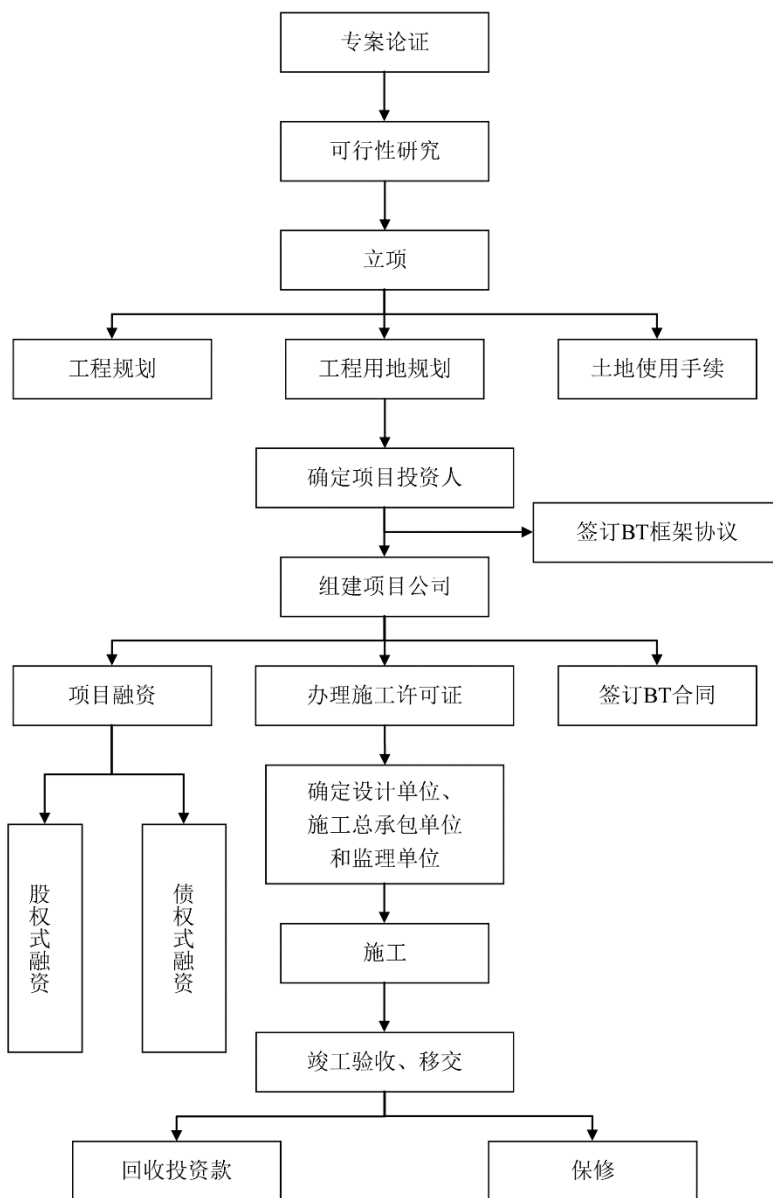 专案论证
可行性研究
立项
工程规划
工程用地规划
土地使用手续
确定项目投资人
签订BT框架协议
组建项目公司
项目融资
办理施工许可证
签订BT合同
确定设计单位、
施工总承包单位
和监理单位
股权式融资
债权式融资
施工
竣工验收、移交
回收投资款
保修